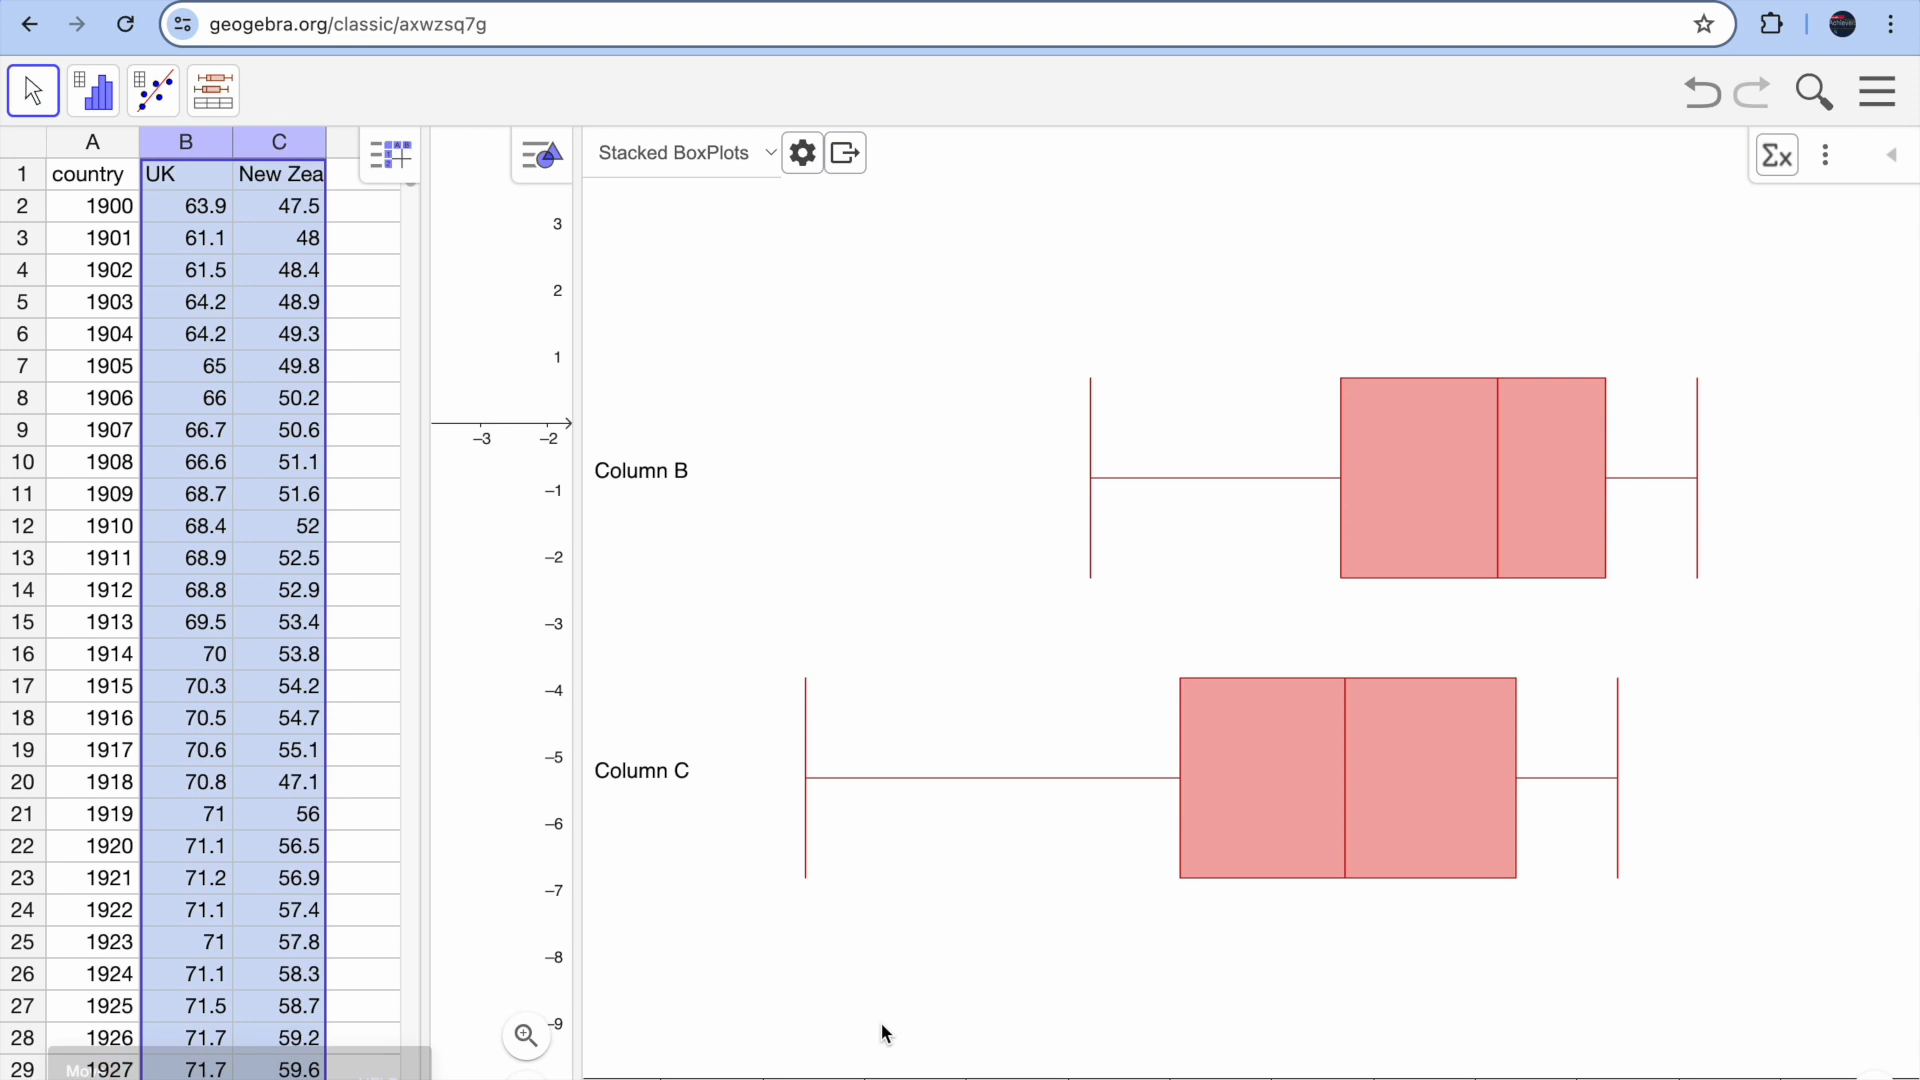 geogebra.org/classic/axwzsq7g
A B C
1 country UK New Zea
2 1900 63.9 47.5
3 1901 61.1 48
4 1902 61.5 48.4
5 1903 64.2 48.9
6 1904 64.2 49.3
7 1905 65 49.8
8 1906 66 50.2
9 1907 66.7 50.6
10 1908 66.6 51.1
11 1909 68.7 51.6
12 1910 68.4 52
13 1911 68.9 52.5
14 1912 68.8 52.9
15 1913 69.5 53.4
16 1914 70 53.8
17 1915 70.3 54.2
18 1916 70.5 54.7
19 1917 70.6 55.1
20 1918 70.8 47.1
21 1919 71 56
22 1920 71.1 56.5
23 1921 71.2 56.9
24 1922 71.1 57.4
25 1923 71 57.8
26 1924 71.1 58.3
27 1925 71.5 58.7
28 1926 71.7 59.2
29 1927 71.7 59.6
3
2
1
–3 –2
–1
–2
–3
–4
–5
–6
–7
–8
–9
Stacked BoxPlots
Σx
Column B
Column C